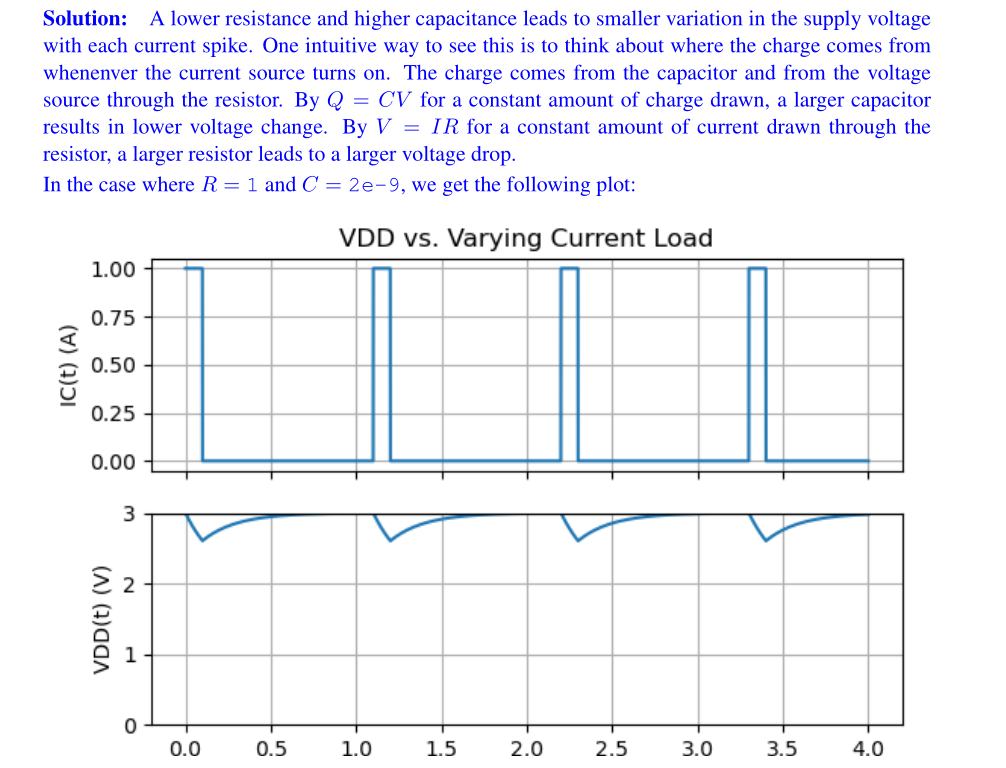 Solution: A lower resistance and higher capacitance leads to smaller variation in the supply voltage
with each current spike. One intuitive way to see this is to think about where the charge comes from
whenenver the current source turns on. The charge comes from the capacitor and from the voltage
source through the resistor. By Q = CV for a constant amount of charge drawn, a larger capacitor
results in lower voltage change. By V = IR for a constant amount of current drawn through the
resistor, a larger resistor leads to a larger voltage drop.
In the case where R = 1 and C = 2e-9, we get the following plot:
VDD vs. Varying Current Load
IC(t) (A)
1.00
0.75
0.50
0.25
0.00
VDD(t) (V)
3
2
1
0
0.0 0.5 1.0 1.5 2.0 2.5 3.0 3.5 4.0